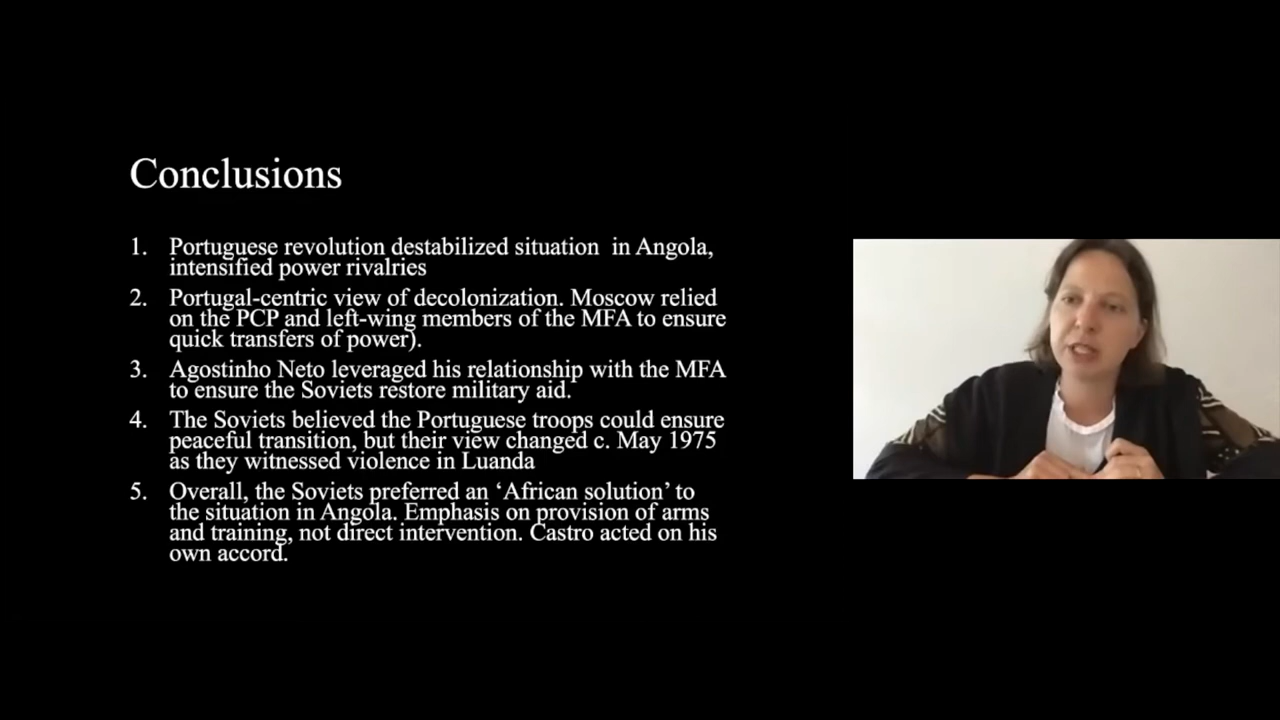 Conclusions
1. Portuguese revolution destabilized situation in Angola,
intensified power rivalries
2. Portugal-centric view of decolonization. Moscow relied
on the PCP and left-wing members of the MFA to ensure
quick transfers of power).
3. Agostinho Neto leveraged his relationship with the MFA
to ensure the Soviets restore military aid.
4. The Soviets believed the Portuguese troops could ensure
peaceful transition, but their view changed c. May 1975
as they witnessed violence in Luanda
5. Overall, the Soviets preferred an ‘African solution’ to
the situation in Angola. Emphasis on provision of arms
and training, not direct intervention. Castro acted on his
own accord.